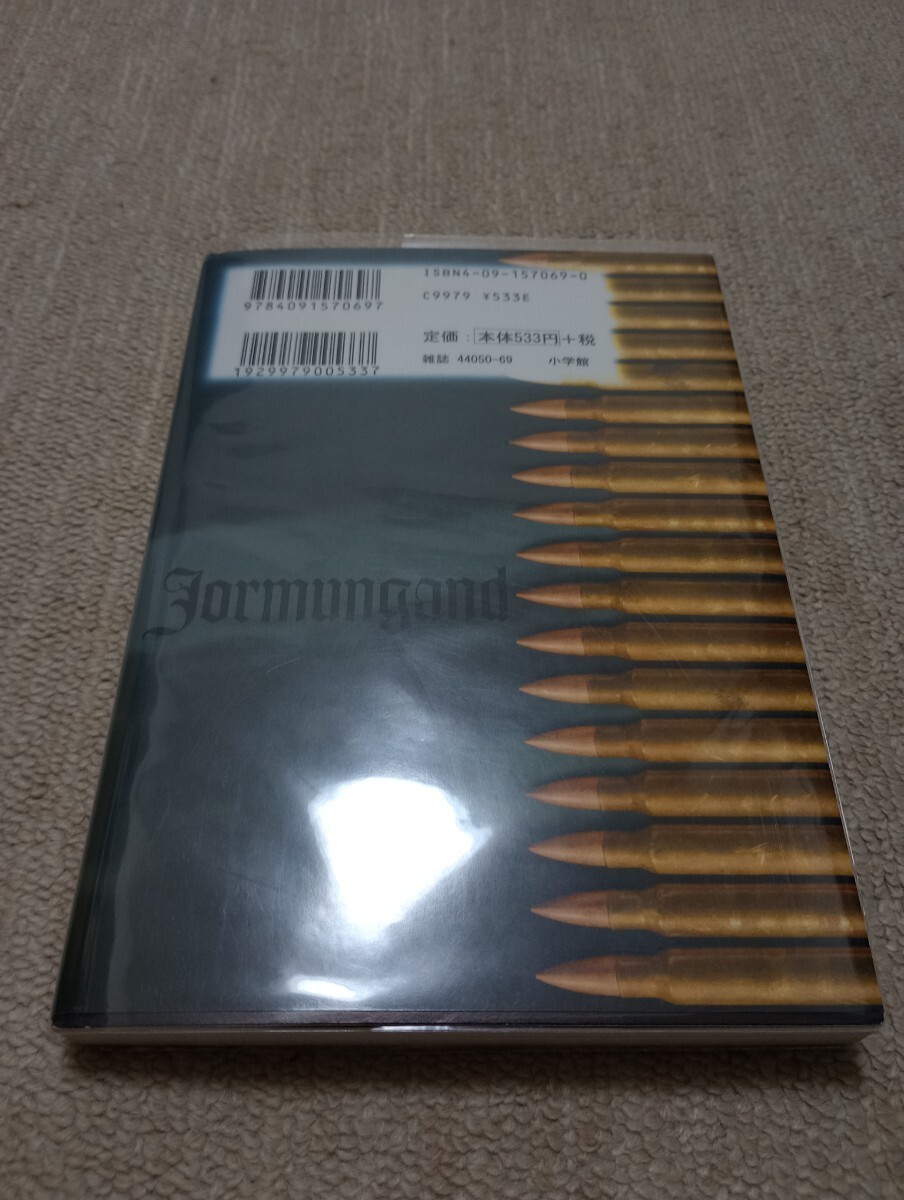 ISBN4-09-157069-0
9784091570697
C9979 ¥533E
定価：本体533円+税
1929979005337
雑誌 44050-69 小学館
Jormungand